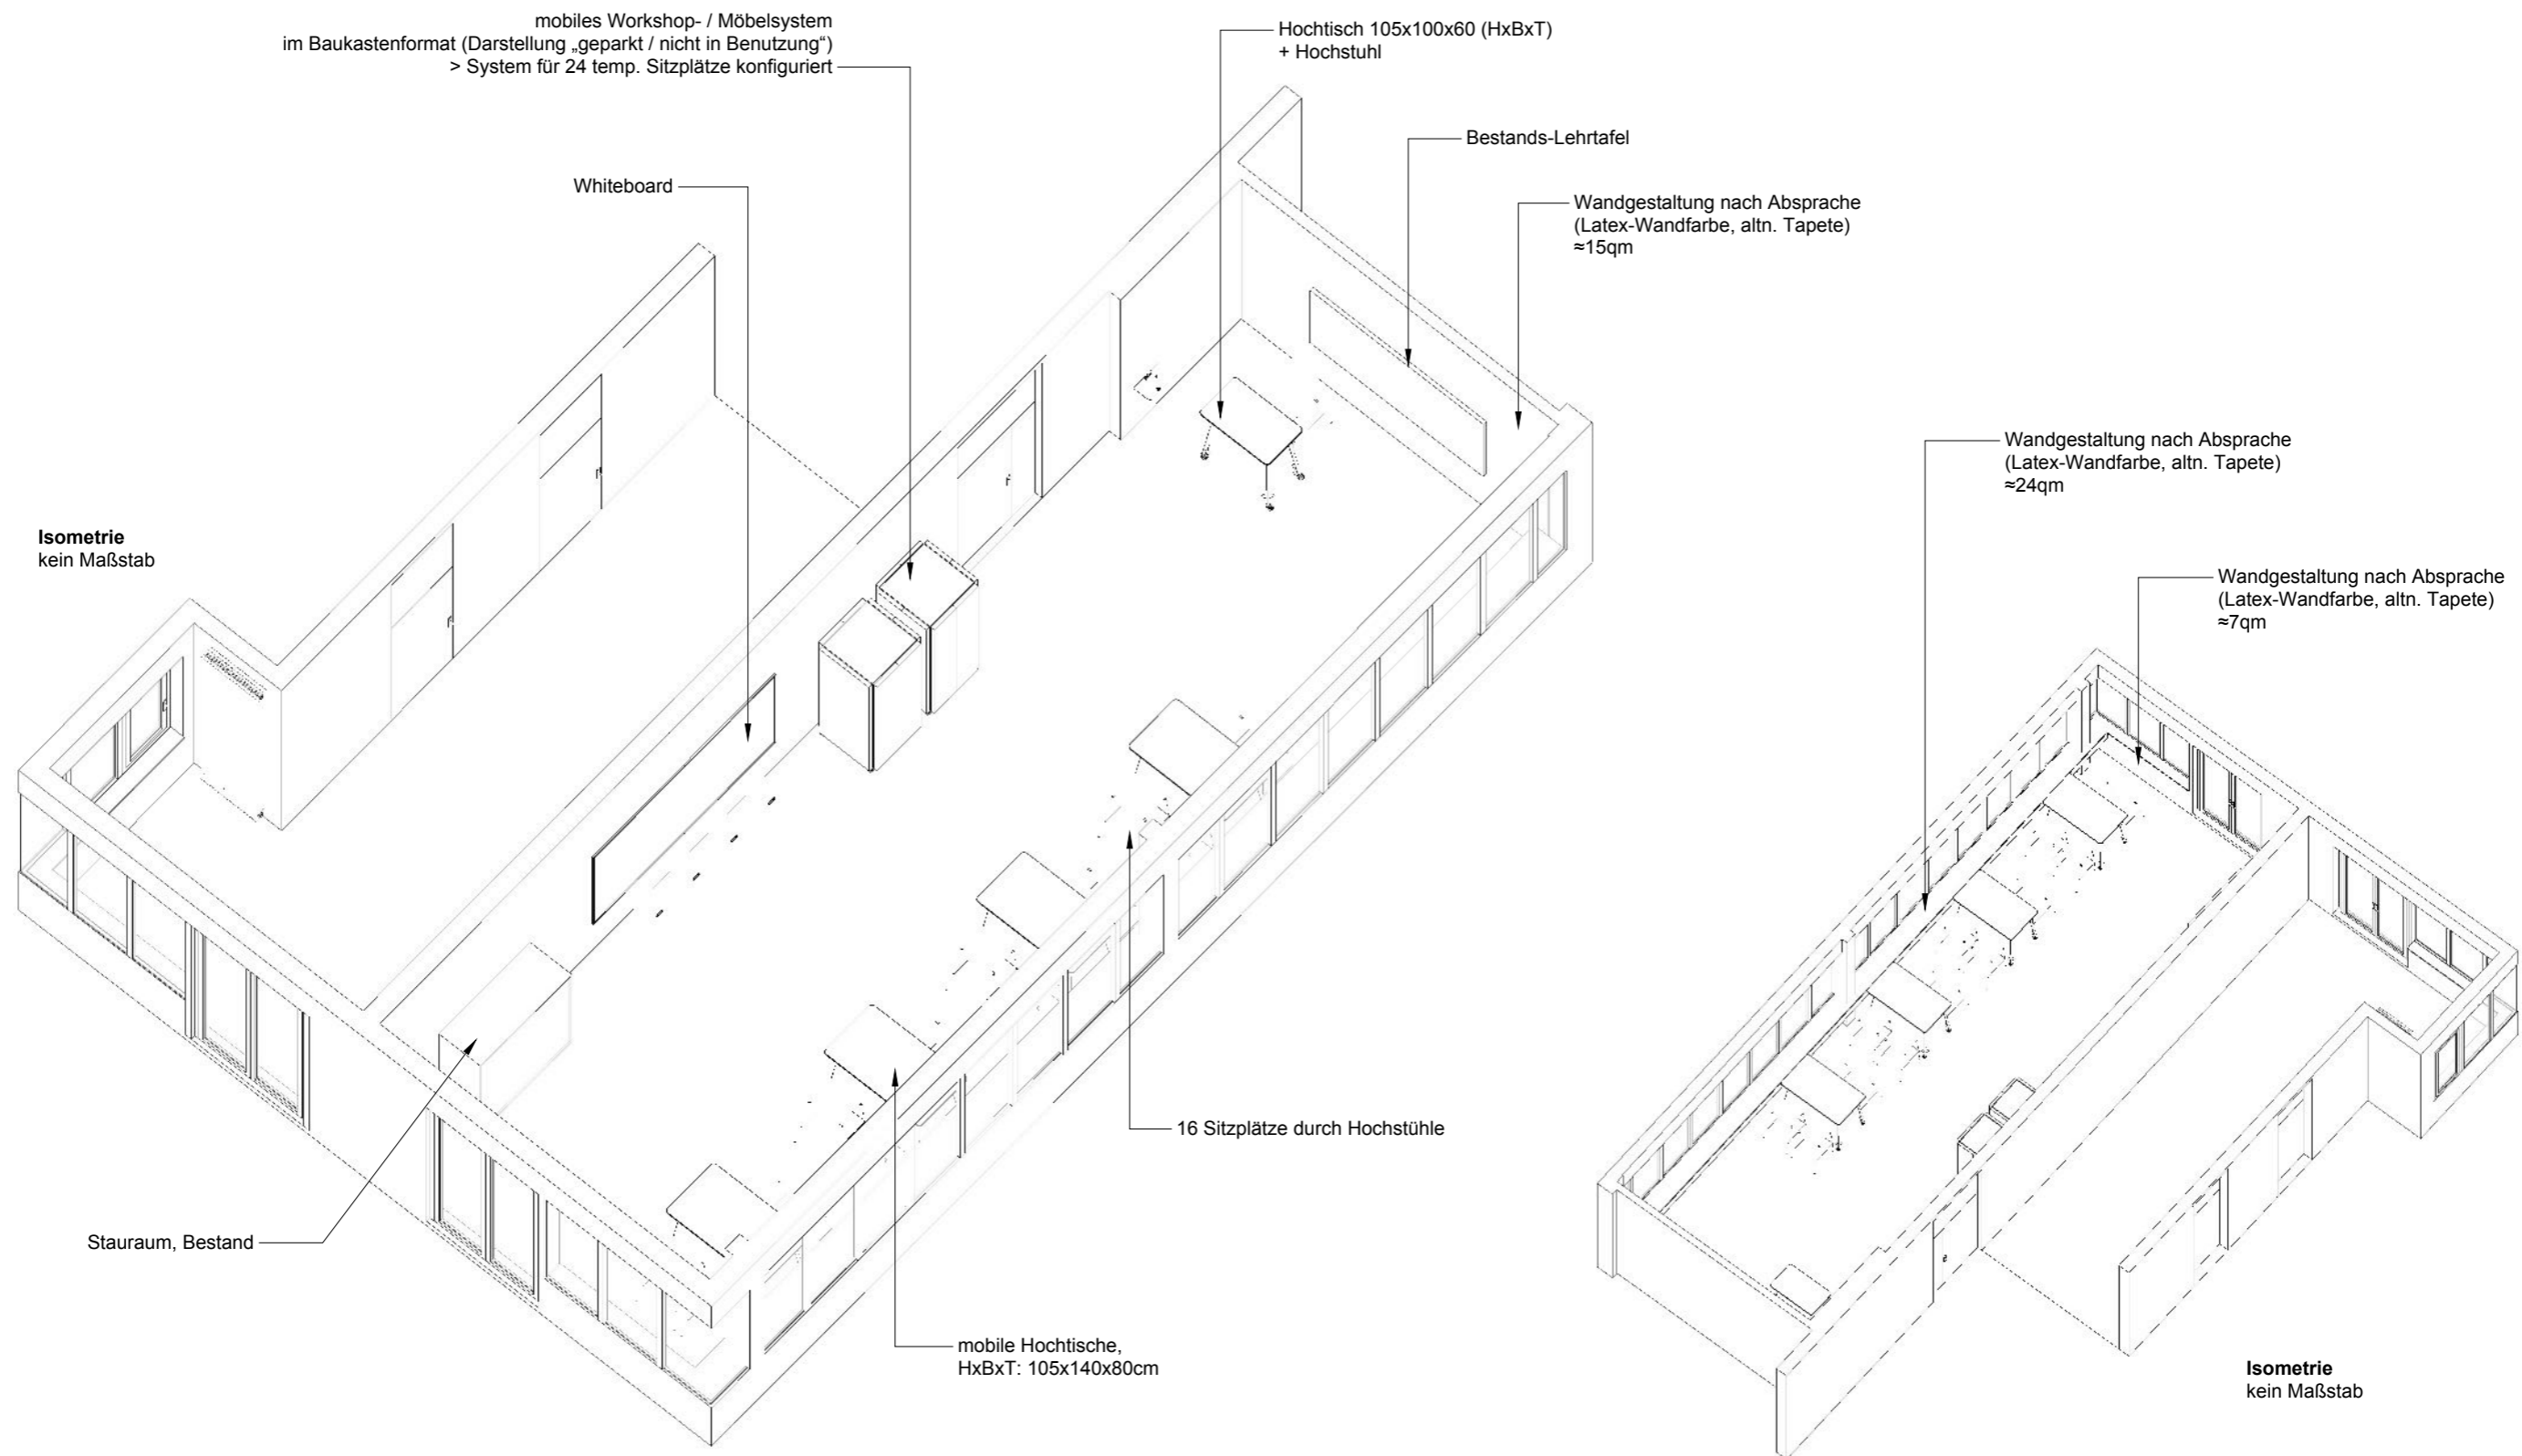 mobiles Workshop- / Möbelsystem
im Baukastenformat (Darstellung „geparkt / nicht in Benutzung“)
> System für 24 temp. Sitzplätze konfiguriert
Hochtisch 105x100x60 (HxBxT)
+ Hochstuhl
Bestands-Lehrtafel
Whiteboard
Wandgestaltung nach Absprache
(Latex-Wandfarbe, altn. Tapete)
≈15qm
Wandgestaltung nach Absprache
(Latex-Wandfarbe, altn. Tapete)
≈24qm
Isometrie
kein Maßstab
Wandgestaltung nach Absprache
(Latex-Wandfarbe, altn. Tapete)
≈7qm
16 Sitzplätze durch Hochstühle
Stauraum, Bestand
mobile Hochtische,
HxBxT: 105x140x80cm
Isometrie
kein Maßstab